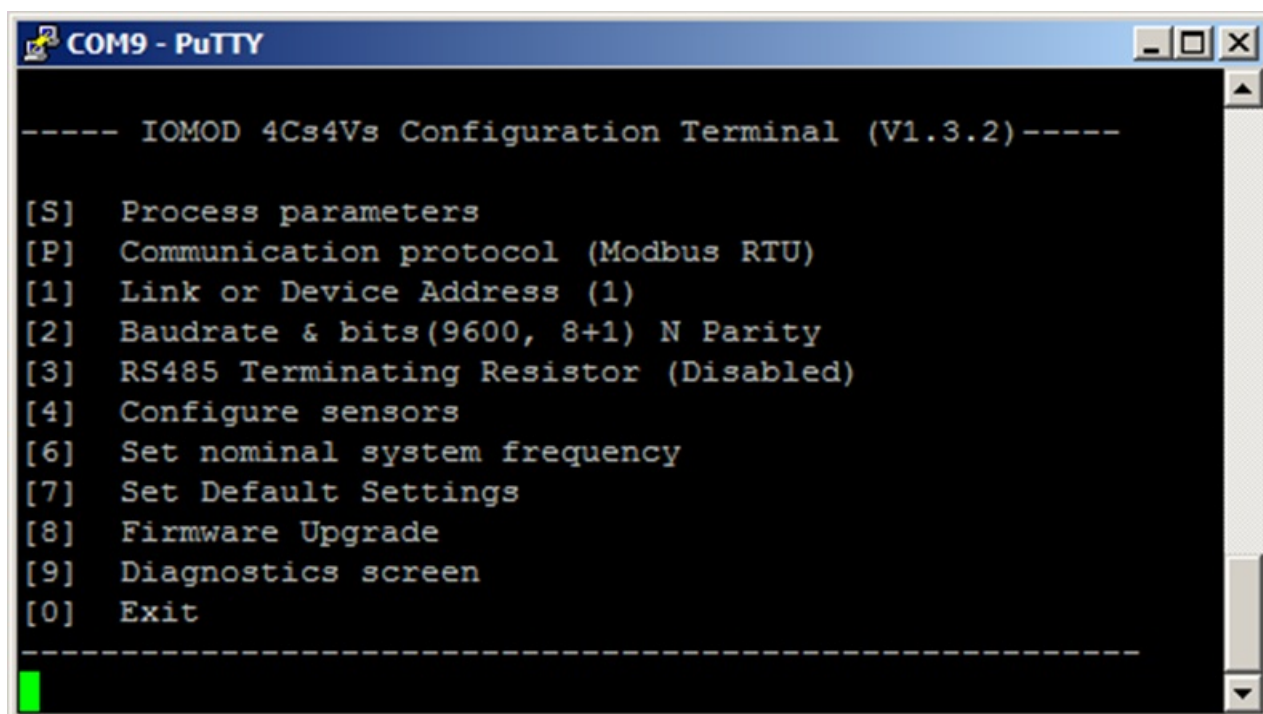 COM9 - PuTTY
----- IOMOD 4Cs4Vs Configuration Terminal (V1.3.2)-----
[S] Process parameters
[P] Communication protocol (Modbus RTU)
[1] Link or Device Address (1)
[2] Baudrate & bits(9600, 8+1) N Parity
[3] RS485 Terminating Resistor (Disabled)
[4] Configure sensors
[6] Set nominal system frequency
[7] Set Default Settings
[8] Firmware Upgrade
[9] Diagnostics screen
[0] Exit
--------------------------------------------------------